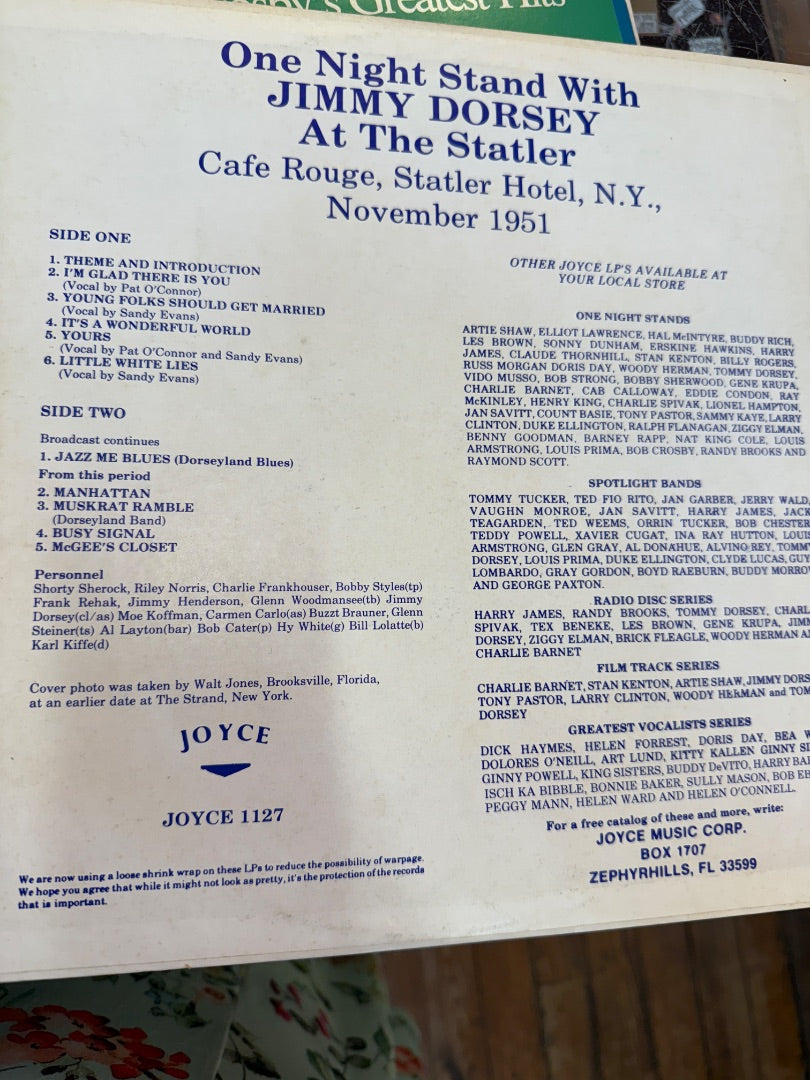 Greatest Hits
One Night Stand With
JIMMY DORSEY
At The Statler
Cafe Rouge, Statler Hotel, N.Y.,
November 1951
SIDE ONE
1. THEME AND INTRODUCTION
2. I'M GLAD THERE IS YOU
(Vocal by Pat O'Connor)
3. YOUNG FOLKS SHOULD GET MARRIED
(Vocal by Sandy Evans)
4. IT'S A WONDERFUL WORLD
5. YOURS
(Vocal by Pat O'Connor and Sandy Evans)
6. LITTLE WHITE LIES
(Vocal by Sandy Evans)
SIDE TWO
Broadcast continues
1. JAZZ ME BLUES (Dorseyland Blues)
From this period
2. MANHATTAN
3. MUSKRAT RAMBLE
(Dorseyland Band)
4. BUSY SIGNAL
5. McGEE'S CLOSET
Personnel
Shorty Sherock, Riley Norris, Charlie Frankhouser, Bobby Styles(tp)
Frank Rehak, Jimmy Henderson, Glenn Woodmansee(tb) Jimmy
Dorsey(cl/as) Moe Koffman, Carmen Carlo(as) Buzzt Brauner, Glenn
Steiner(ts) Al Layton(bar) Bob Cater(p) Hy White(g) Bill Lolatte(b)
Karl Kiffe(d)
Cover photo was taken by Walt Jones, Brooksville, Florida,
at an earlier date at The Strand, New York.
JOYCE
JOYCE 1127
We are now using a loose shrink wrap on these LPs to reduce the possibility of warpage.
We hope you agree that while it might not look as pretty, it's the protection of the records
that is important.
OTHER JOYCE LP'S AVAILABLE AT
YOUR LOCAL STORE
ONE NIGHT STANDS
ARTIE SHAW, ELLIOT LAWRENCE, HAL McINTYRE, BUDDY RICH,
LES BROWN, SONNY DUNHAM, ERSKINE HAWKINS, HARRY
JAMES, CLAUDE THORNHILL, STAN KENTON, BILLY ROGERS,
RUSS MORGAN DORIS DAY, WOODY HERMAN, TOMMY DORSEY,
VIDO MUSSO, BOB STRONG, BOBBY SHERWOOD, GENE KRUPA,
CHARLIE BARNET, CAB CALLOWAY, EDDIE CONDON, RAY
McKINLEY, HENRY KING, CHARLIE SPIVAK, LIONEL HAMPTON,
JAN SAVITT, COUNT BASIE, TONY PASTOR, SAMMY KAYE, LARRY
CLINTON, DUKE ELLINGTON, RALPH FLANAGAN, ZIGGY ELMAN,
BENNY GOODMAN, BARNEY RAPP, NAT KING COLE, LOUIS
ARMSTRONG, LOUIS PRIMA, BOB CROSBY, RANDY BROOKS AND
RAYMOND SCOTT.
SPOTLIGHT BANDS
TOMMY TUCKER, TED FIO RITO, JAN GARBER, JERRY WALD,
VAUGHN MONROE, JAN SAVITT, HARRY JAMES, JACK
TEAGARDEN, TED WEEMS, ORRIN TUCKER, BOB CHESTER
TEDDY POWELL, XAVIER CUGAT, INA RAY HUTTON, LOUI
ARMSTRONG, GLEN GRAY, AL DONAHUE, ALVINO REY, TOMM
DORSEY, LOUIS PRIMA, DUKE ELLINGTON, CLYDE LUCAS, GUY
LOMBARDO, GRAY GORDON, BOYD RAEBURN, BUDDY MORRO
AND GEORGE PAXTON.
RADIO DISC SERIES
HARRY JAMES, RANDY BROOKS, TOMMY DORSEY, CHARL
SPIVAK, TEX BENEKE, LES BROWN, GENE KRUPA, JIMM
DORSEY, ZIGGY ELMAN, BRICK FLEAGLE, WOODY HERMAN A
CHARLIE BARNET
FILM TRACK SERIES
CHARLIE BARNET, STAN KENTON, ARTIE SHAW, JIMMY DORS
TONY PASTOR, LARRY CLINTON, WOODY HERMAN and TOM
DORSEY
GREATEST VOCALISTS SERIES
DICK HAYMES, HELEN FORREST, DORIS DAY, BEA W
DOLORES O'NEILL, ART LUND, KITTY KALLEN GINNY SI
GINNY POWELL, KING SISTERS, BUDDY DeVITO, HARRY BA
ISCH KA BIBBLE, BONNIE BAKER, SULLY MASON, BOB EB
PEGGY MANN, HELEN WARD AND HELEN O'CONNELL.
For a free catalog of these and more, write:
JOYCE MUSIC CORP.
BOX 1707
ZEPHYRHILLS, FL 33599